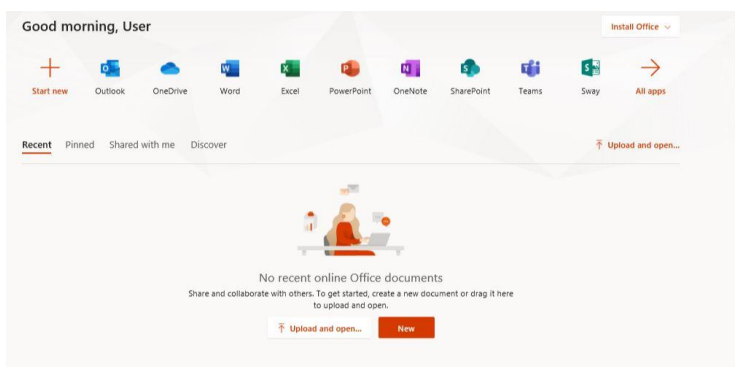 Good morning, User
Install Office
Start new
Outlook
OneDrive
Word
Excel
PowerPoint
OneNote
SharePoint
Teams
Sway
All apps
Recent
Pinned
Shared with me
Discover
Upload and open...
No recent online Office documents
Share and collaborate with others. To get started, create a new document or drag it here
to upload and open.
Upload and open...
New